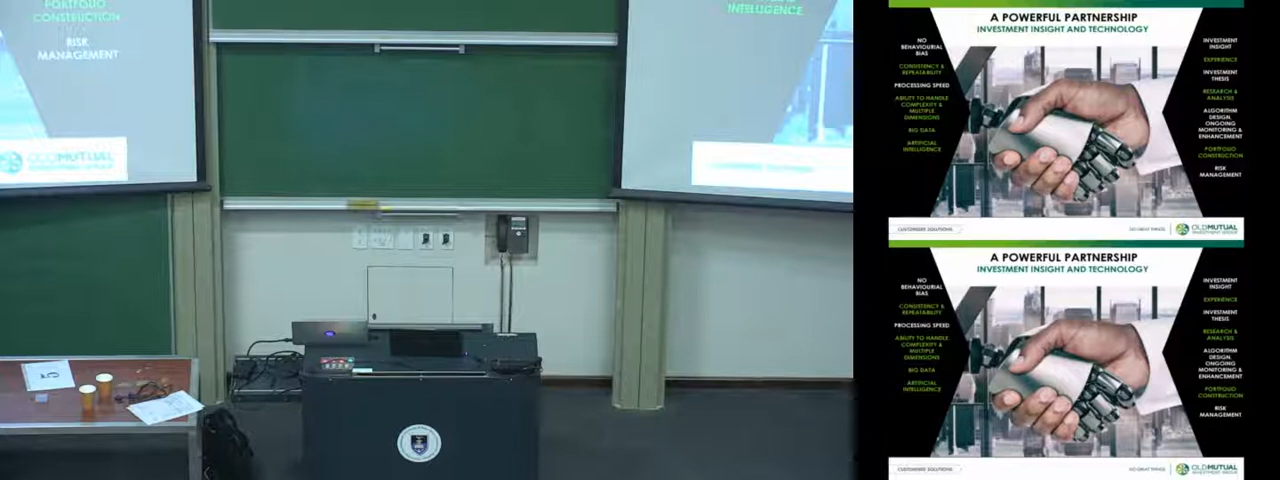 PORTFOLIO
CONSTRUCTION
RISK
MANAGEMENT
OLDMUTUAL
INTELLIGENCE
A POWERFUL PARTNERSHIP
INVESTMENT INSIGHT AND TECHNOLOGY
NO
BEHAVIOURIAL
BIAS
CONSISTENCY &
REPEATABILITY
PROCESSING SPEED
ABILITY TO HANDLE
COMPLEXITY &
MULTIPLE
DIMENSIONS
BIG DATA
ARTIFICIAL
INTELLIGENCE
INVESTMENT
INSIGHT
EXPERIENCE
INVESTMENT
THESIS
RESEARCH &
ANALYSIS
ALGORITHM
DESIGN,
ONGOING
MONITORING &
ENHANCEMENT
PORTFOLIO
CONSTRUCTION
RISK
MANAGEMENT
CUSTOMISED SOLUTIONS
DO GREAT THINGS
OLDMUTUAL
INVESTMENT GROUP
A POWERFUL PARTNERSHIP
INVESTMENT INSIGHT AND TECHNOLOGY
NO
BEHAVIOURIAL
BIAS
CONSISTENCY &
REPEATABILITY
PROCESSING SPEED
ABILITY TO HANDLE
COMPLEXITY &
MULTIPLE
DIMENSIONS
BIG DATA
ARTIFICIAL
INTELLIGENCE
INVESTMENT
INSIGHT
EXPERIENCE
INVESTMENT
THESIS
RESEARCH &
ANALYSIS
ALGORITHM
DESIGN,
ONGOING
MONITORING &
ENHANCEMENT
PORTFOLIO
CONSTRUCTION
RISK
MANAGEMENT
CUSTOMISED SOLUTIONS
DO GREAT THINGS
OLDMUTUAL
INVESTMENT GROUP